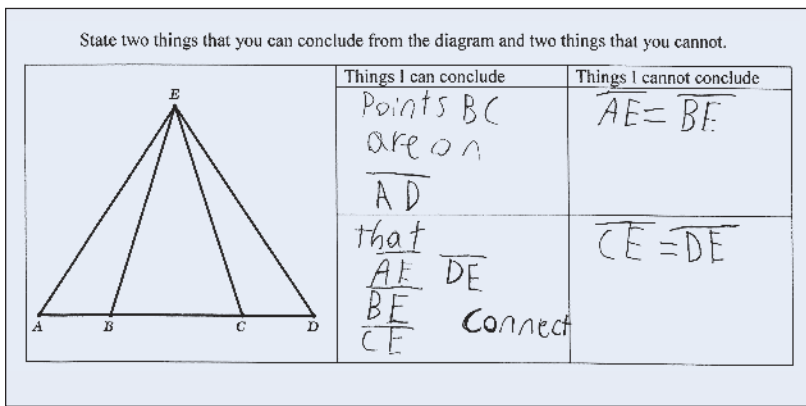 State two things that you can conclude from the diagram and two things that you cannot.
Things I can conclude
Things I cannot conclude
E
A B C D
Points BC
are on
AD
AE = BE
that
AE DE
BE
CE connect
CE = DE